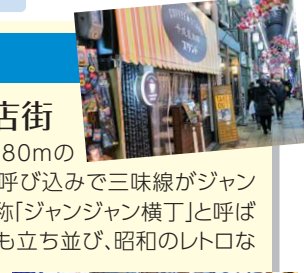 店街
80mの
呼び込みで三味線がジャン
称「ジャンジャン横丁」と呼ば
も立ち並び、昭和のレトロな